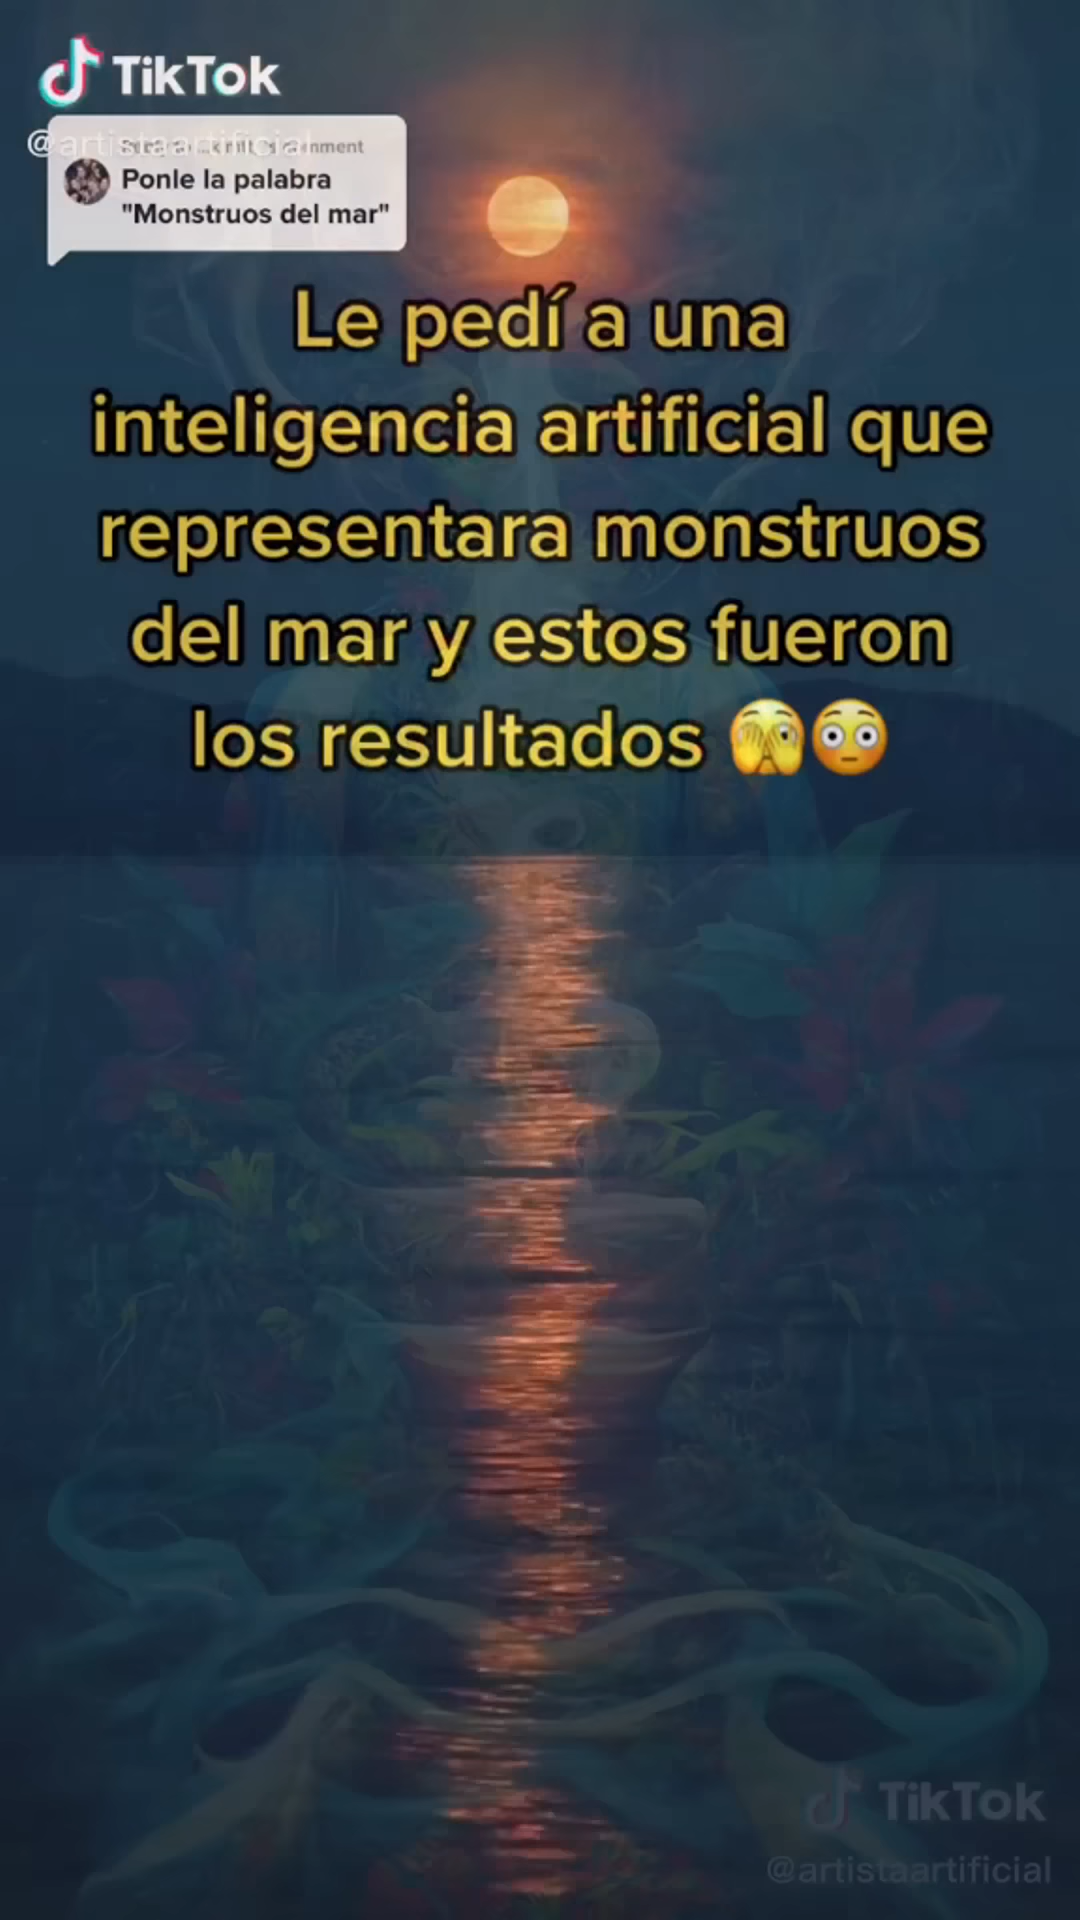 TikTok
@artistaartificial
Ponle la palabra
"Monstruos del mar"
Le pedí a una
inteligencia artificial que
representara monstruos
del mar y estos fueron
los resultados 🫣😳
TikTok
@artistaartificial